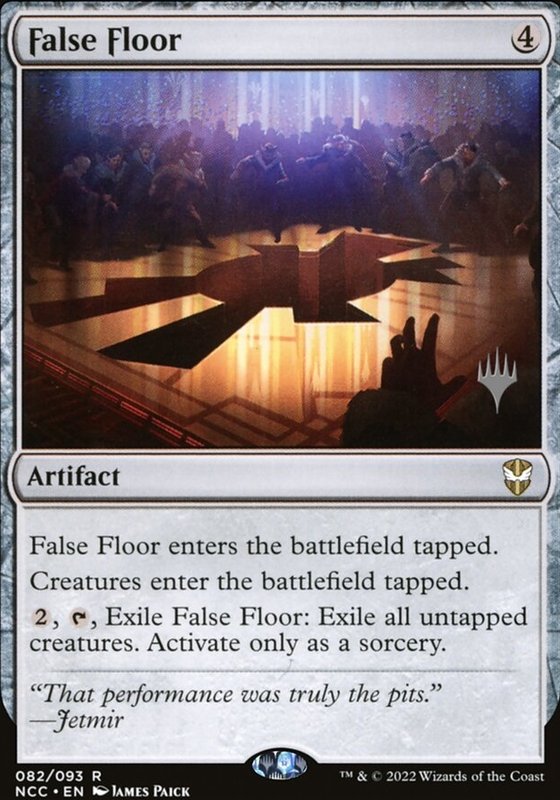 False Floor 4
Artifact
False Floor enters the battlefield tapped.
Creatures enter the battlefield tapped.
2, , Exile False Floor: Exile all untapped
creatures. Activate only as a sorcery.
“That performance was truly the pits.”
—Jetmir
082/093 R
NCC • EN JAMES PAICK
™ & © 2022 Wizards of the Coast